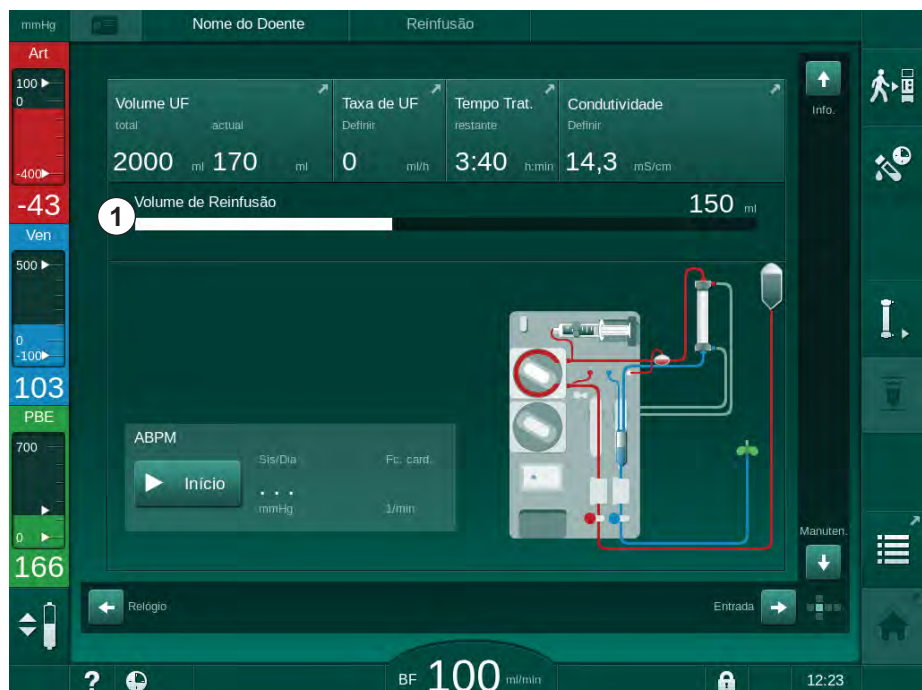 mmHg
Nome do Doente
Reinfusão
Art
100
0
-400
-43
Ven
500
0
-100
103
PBE
700
0
166
Volume UF
total
actual
2000 ml 170 ml
Taxa de UF
Definir
0 ml/h
Tempo Trat.
restante
3:40 h:min
Condutividade
Definir
14,3 mS/cm
1
Volume de Reinfusão
150 ml
ABPM
Início
Sis/Dia
. . .
mmHg
Fc. card.
1/min
Info.
Manuten.
Relógio
Entrada
?
BF 100 ml/min
12:23